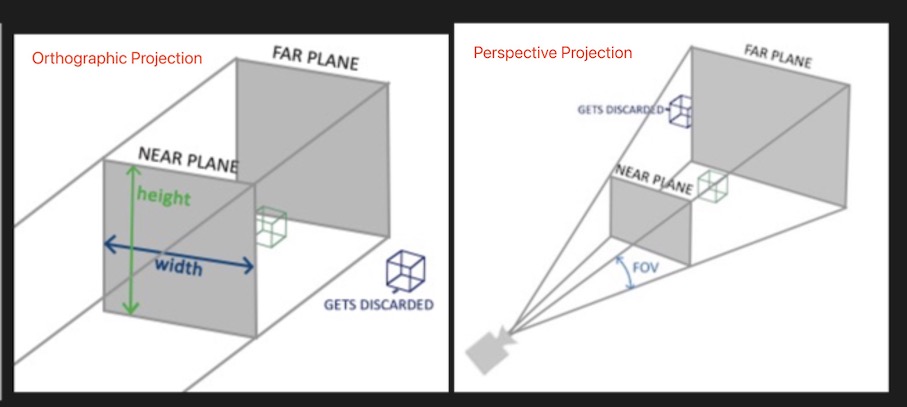 Orthographic Projection
FAR PLANE
NEAR PLANE
height
width
GETS DISCARDED
Perspective Projection
FAR PLANE
GETS DISCARDED
NEAR PLANE
FOV